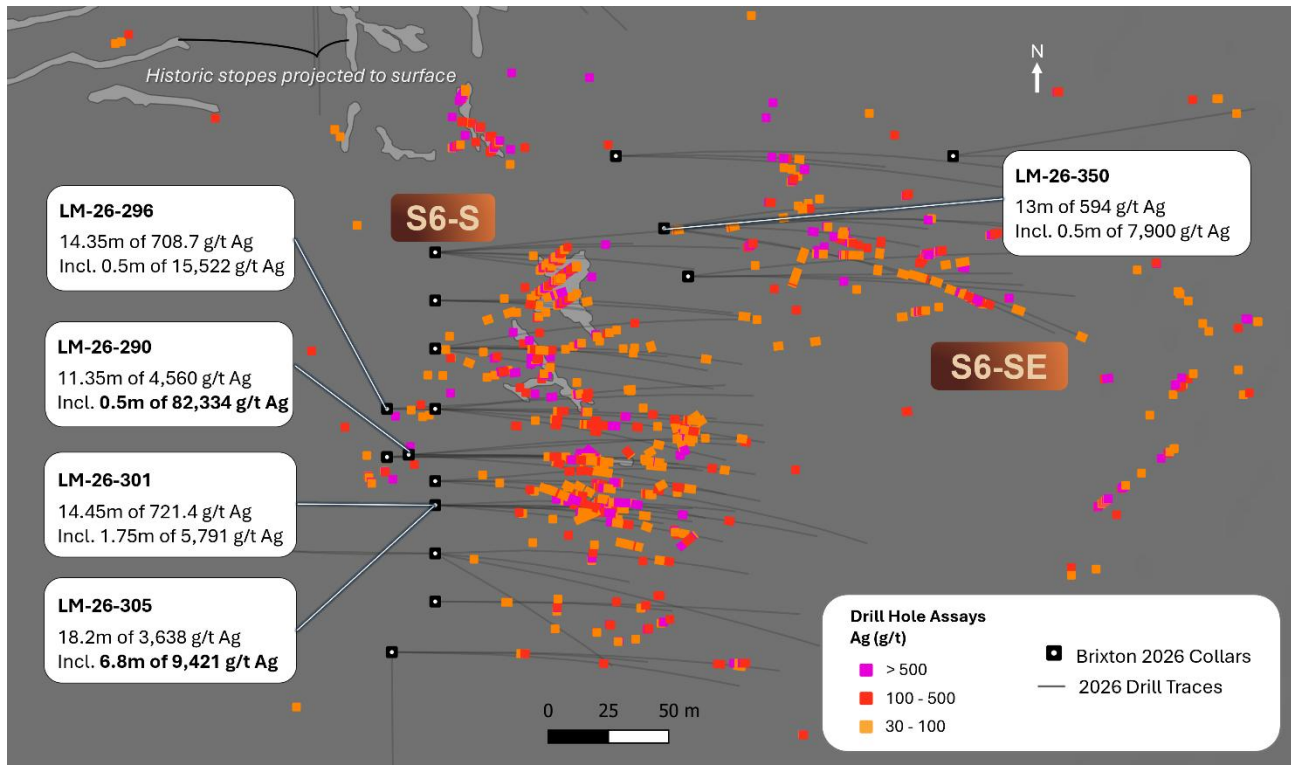 Historic stopes projected to surface
N
LM-26-296
14.35m of 708.7 g/t Ag
Incl. 0.5m of 15,522 g/t Ag
S6-S
LM-26-350
13m of 594 g/t Ag
Incl. 0.5m of 7,900 g/t Ag
LM-26-290
11.35m of 4,560 g/t Ag
Incl. 0.5m of 82,334 g/t Ag
S6-SE
LM-26-301
14.45m of 721.4 g/t Ag
Incl. 1.75m of 5,791 g/t Ag
LM-26-305
18.2m of 3,638 g/t Ag
Incl. 6.8m of 9,421 g/t Ag
0 25 50 m
Drill Hole Assays
Ag (g/t)
> 500
100 - 500
30 - 100
Brixton 2026 Collars
2026 Drill Traces